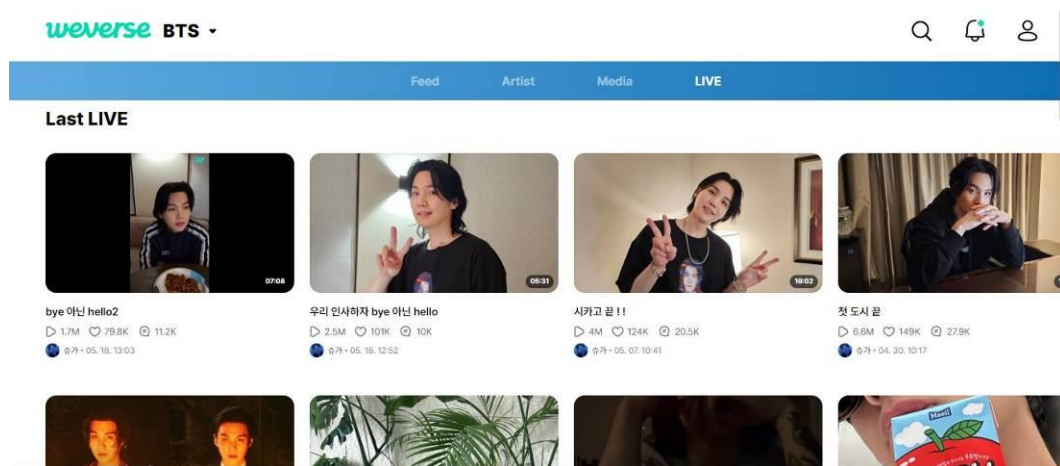 weverse BTS
Feed Artist Media LIVE
Last LIVE
07:08
05:31
19:02
bye 아닌 hello2
우리 인사하자 bye 아닌 hello
시카고 끝 ! !
첫 도시 끝
1.7M 79.8K 11.2K
2.5M 101K 10K
4M 124K 20.5K
6.6M 149K 27.9K
슈가 • 05. 18. 13:03
슈가 • 05. 18. 12:52
슈가 • 05. 07. 10:41
슈가 • 04. 30. 10:17
Maeil